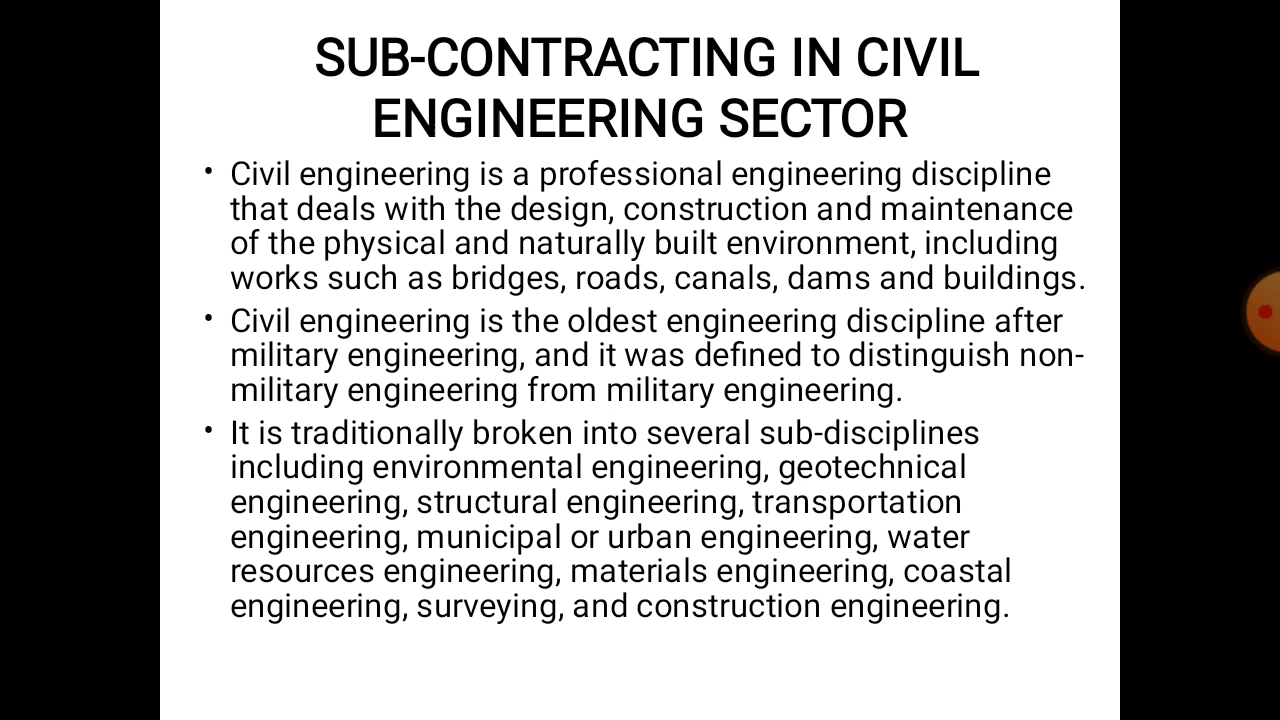 SUB-CONTRACTING IN CIVIL
ENGINEERING SECTOR
• Civil engineering is a professional engineering discipline
that deals with the design, construction and maintenance
of the physical and naturally built environment, including
works such as bridges, roads, canals, dams and buildings.
• Civil engineering is the oldest engineering discipline after
military engineering, and it was defined to distinguish non-
military engineering from military engineering.
• It is traditionally broken into several sub-disciplines
including environmental engineering, geotechnical
engineering, structural engineering, transportation
engineering, municipal or urban engineering, water
resources engineering, materials engineering, coastal
engineering, surveying, and construction engineering.